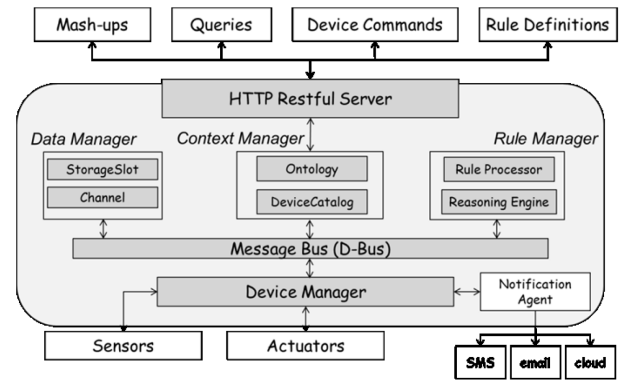 Mash-ups
Queries
Device Commands
Rule Definitions
HTTP Restful Server
Data Manager
Context Manager
Rule Manager
StorageSlot
Ontology
Rule Processor
Channel
DeviceCatalog
Reasoning Engine
Message Bus (D-Bus)
Device Manager
Notification
Agent
Sensors
Actuators
SMS
email
cloud